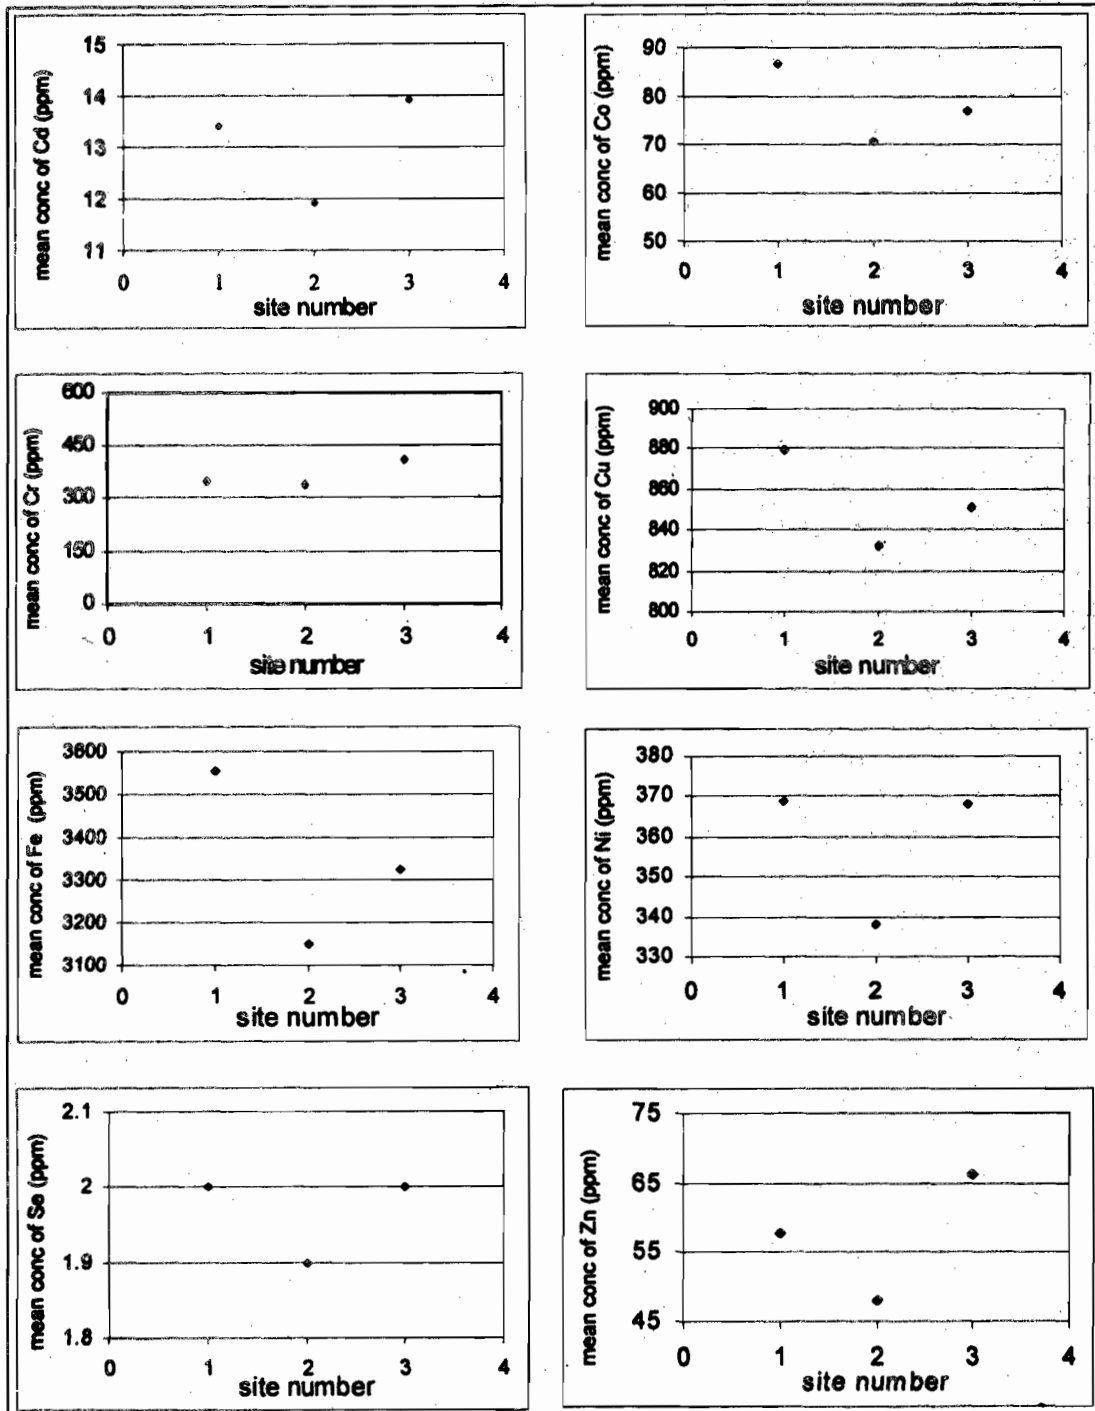 mean conc of Cd (ppm)
15
14
13
12
11
0 1 2 3 4
site number
mean conc of Co (ppm)
90
80
70
60
50
0 1 2 3 4
site number
mean conc of Cr (ppm)
600
450
300
150
0
0 1 2 3 4
site number
mean conc of Cu (ppm)
900
880
860
840
820
800
0 1 2 3 4
site number
mean conc of Fe (ppm)
3600
3500
3400
3300
3200
3100
0 1 2 3 4
site number
mean conc of Ni (ppm)
380
370
360
350
340
330
0 1 2 3 4
site number
mean conc of Se (ppm)
2.1
2
1.9
1.8
0 1 2 3 4
site number
mean conc of Zn (ppm)
75
65
55
45
0 1 2 3 4
site number